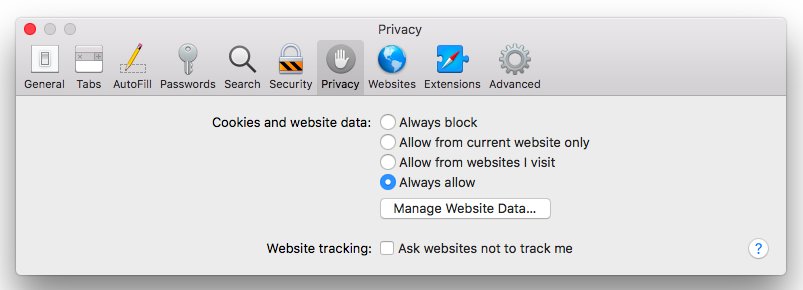 Privacy
General Tabs AutoFill Passwords Search Security Privacy Websites Extensions Advanced
Cookies and website data: Always block
Allow from current website only
Allow from websites I visit
Always allow
Manage Website Data...
Website tracking: Ask websites not to track me ?